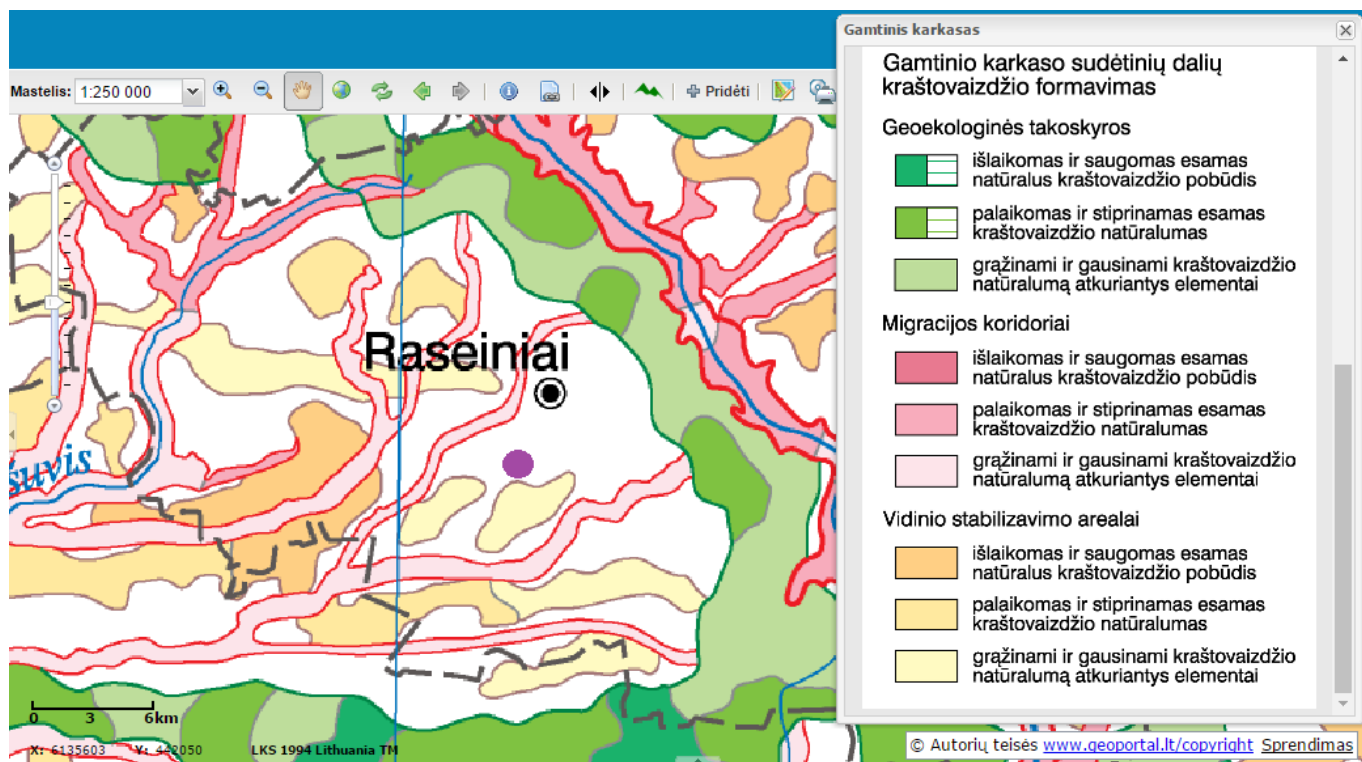 Gamtinis karkasas
Mastelis: 1:250 000
Pridėti
Gamtinio karkaso sudėtinių dalių
kraštovaizdžio formavimas
Geoekologinės takoskyros
išlaikomas ir saugomas esamas
natūralus kraštovaizdžio pobūdis
palaikomas ir stiprinamas esamas
kraštovaizdžio natūralumas
grąžinami ir gausinami kraštovaizdžio
natūralumą atkuriantys elementai
Migracijos koridoriai
išlaikomas ir saugomas esamas
natūralus kraštovaizdžio pobūdis
palaikomas ir stiprinamas esamas
kraštovaizdžio natūralumas
grąžinami ir gausinami kraštovaizdžio
natūralumą atkuriantys elementai
Vidinio stabilizavimo arealai
išlaikomas ir saugomas esamas
natūralus kraštovaizdžio pobūdis
palaikomas ir stiprinamas esamas
kraštovaizdžio natūralumas
grąžinami ir gausinami kraštovaizdžio
natūralumą atkuriantys elementai
Raseiniai
šuvis
0 3 6km
X: 6135603 Y: 442050 LKS 1994 Lithuania TM
© Autorių teisės www.geoportal.lt/copyright Sprendimas